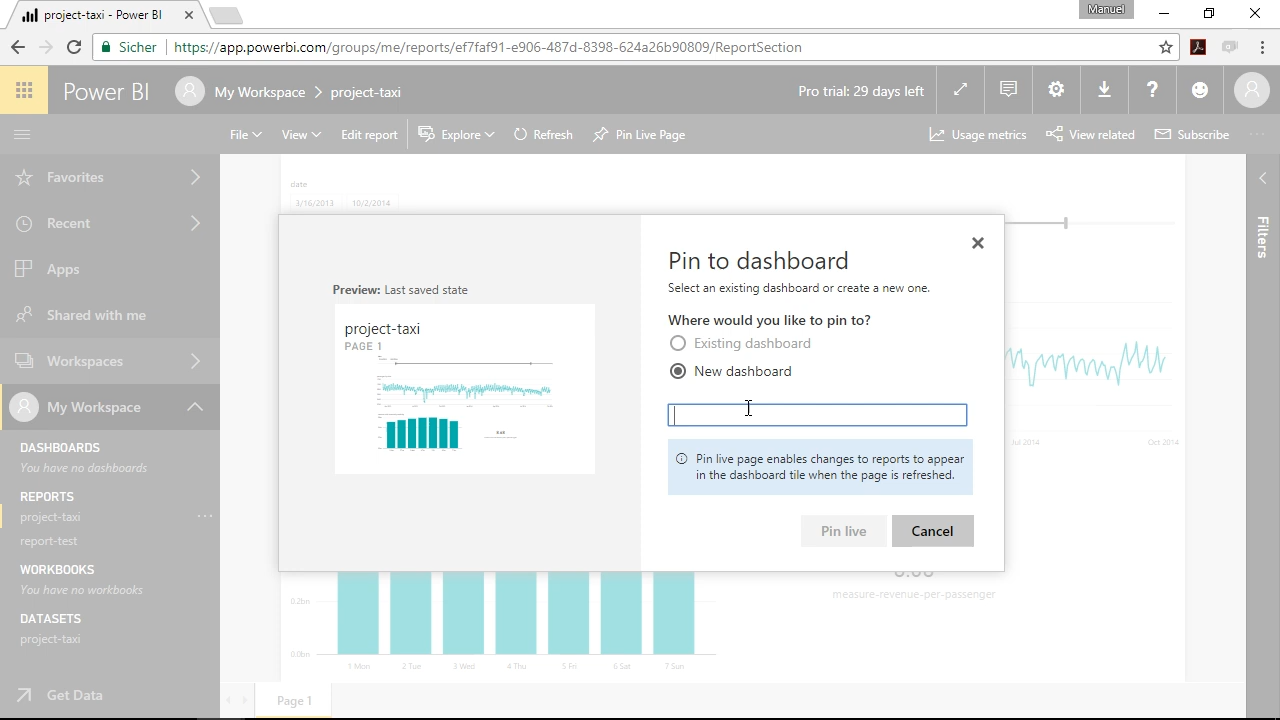 project-taxi - Power BI
Manuel
Sicher
https://app.powerbi.com/groups/me/reports/ef7faf91-e906-487d-8398-624a26b90809/ReportSection
Power BI
My Workspace > project-taxi
Pro trial: 29 days left
File
View
Edit report
Explore
Refresh
Pin Live Page
Usage metrics
View related
Subscribe
Favorites
Recent
Apps
Shared with me
Workspaces
My Workspace
DASHBOARDS
You have no dashboards
REPORTS
project-taxi
report-test
WORKBOOKS
You have no workbooks
DATASETS
project-taxi
Get Data
date
3/16/2013
10/2/2014
Filters
Preview: Last saved state
project-taxi
PAGE 1
Pin to dashboard
Select an existing dashboard or create a new one.
Where would you like to pin to?
Existing dashboard
New dashboard
Pin live page enables changes to reports to appear
in the dashboard tile when the page is refreshed.
Pin live
Cancel
Jul 2014
Oct 2014
measure-revenue-per-passenger
0.2bn
0.0bn
1 Mon
2 Tue
3 Wed
4 Thu
5 Fri
6 Sat
7 Sun
Page 1